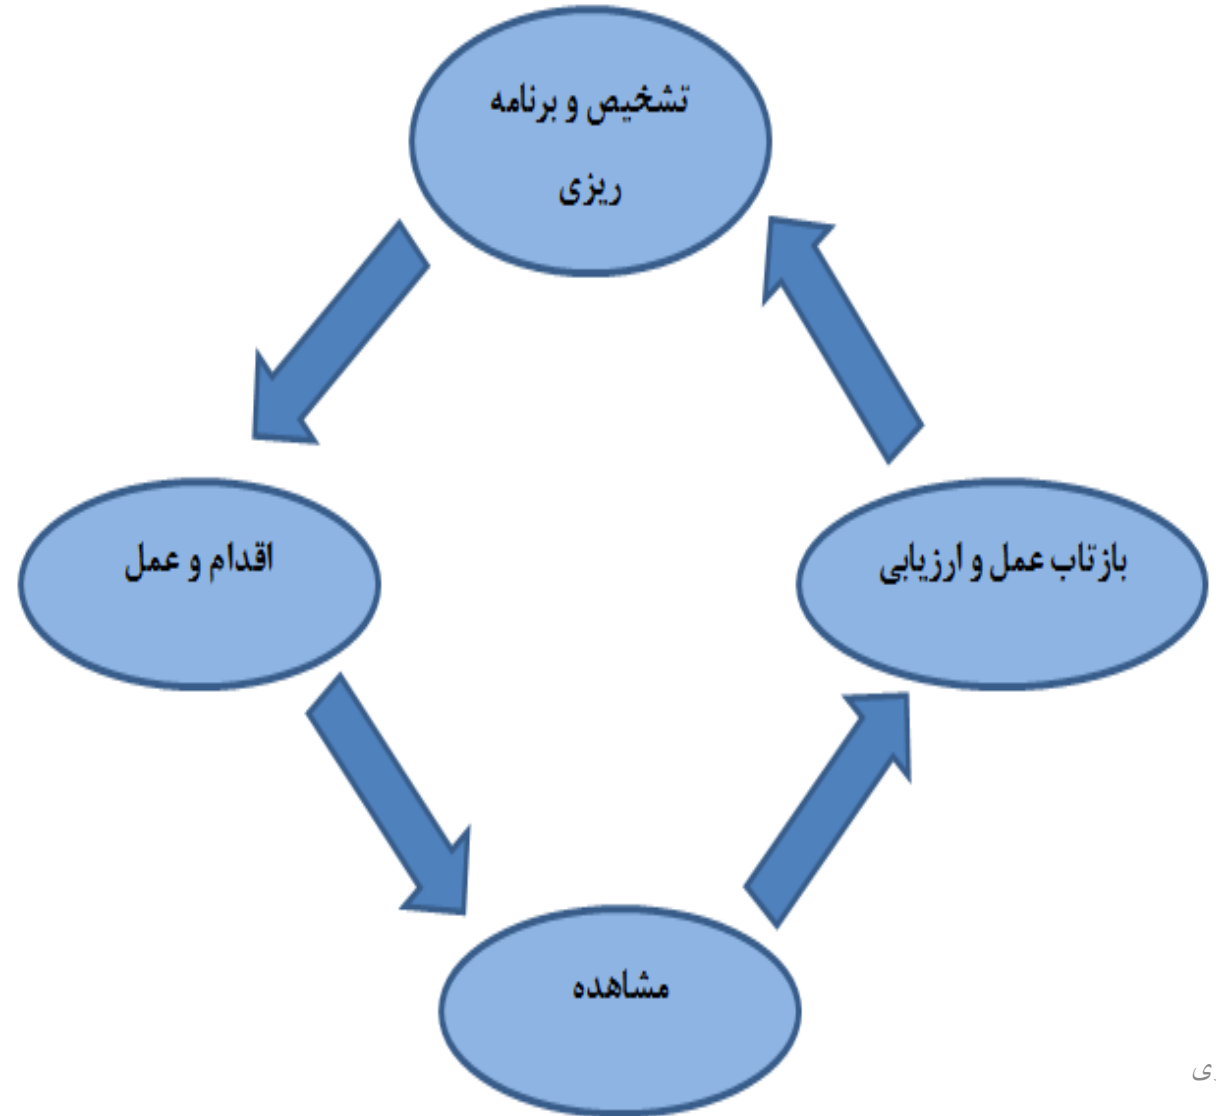 تشخیص و برنامه
ریزی
اقدام و عمل
مشاهده
بازتاب عمل و ارزیابی